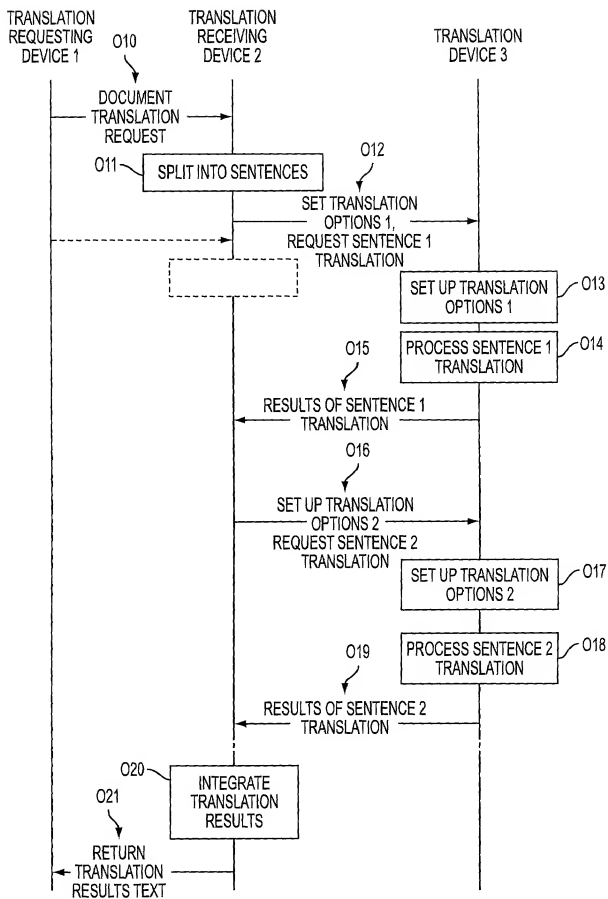 TRANSLATION
REQUESTING
DEVICE 1
TRANSLATION
RECEIVING
DEVICE 2
TRANSLATION
DEVICE 3
O10
DOCUMENT
TRANSLATION
REQUEST
O11
SPLIT INTO SENTENCES
O12
SET TRANSLATION
OPTIONS 1,
REQUEST SENTENCE 1
TRANSLATION
SET UP TRANSLATION
OPTIONS 1
O13
PROCESS SENTENCE 1
TRANSLATION
O14
O15
RESULTS OF SENTENCE 1
TRANSLATION
O16
SET UP TRANSLATION
OPTIONS 2
REQUEST SENTENCE 2
TRANSLATION
SET UP TRANSLATION
OPTIONS 2
O17
PROCESS SENTENCE 2
TRANSLATION
O18
O19
RESULTS OF SENTENCE 2
TRANSLATION
O20
INTEGRATE
TRANSLATION
RESULTS
O21
RETURN
TRANSLATION
RESULTS TEXT